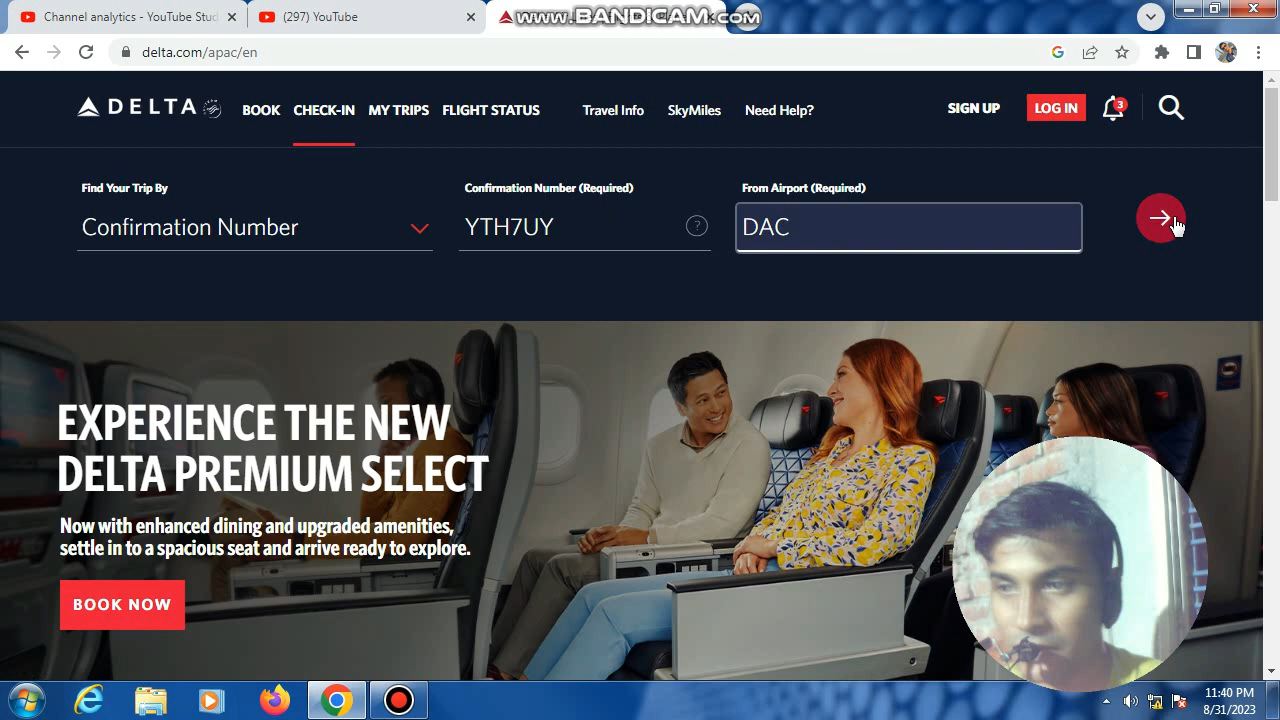 Channel analytics - YouTube Stud
(297) YouTube
www.BANDICAM.com
delta.com/apac/en
DELTA
BOOK CHECK-IN MY TRIPS FLIGHT STATUS Travel Info SkyMiles Need Help? SIGN UP LOG IN 3
Find Your Trip By Confirmation Number (Required) From Airport (Required)
Confirmation Number YTH7UY ? DAC
EXPERIENCE THE NEW
DELTA PREMIUM SELECT
Now with enhanced dining and upgraded amenities,
settle in to a spacious seat and arrive ready to explore.
BOOK NOW
11:40 PM
8/31/2023